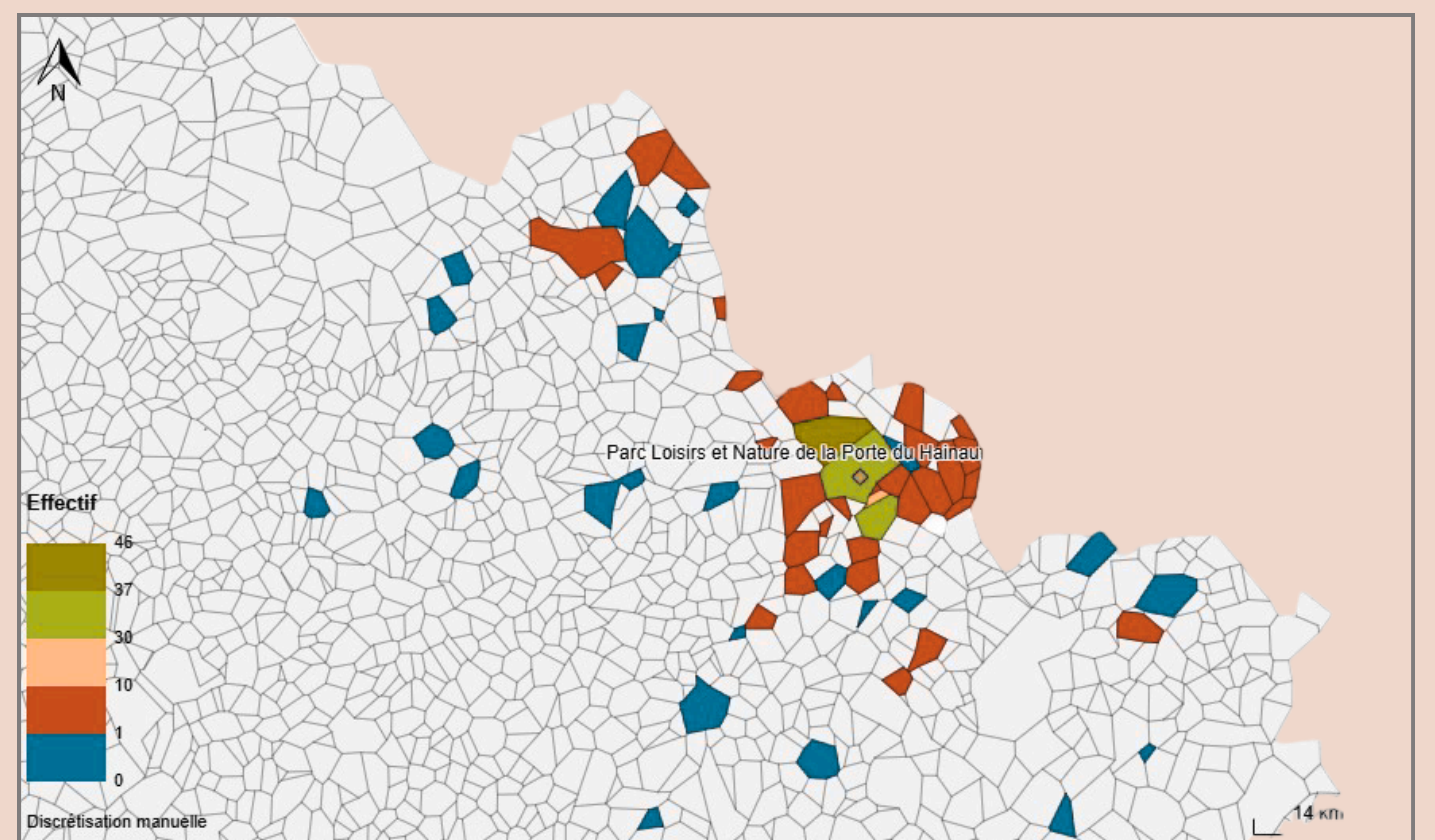 N
Parc Loisirs et Nature de la Porte du Hainaut
Effectif
46
37
30
10
1
0
Discrétisation manuelle
14 km